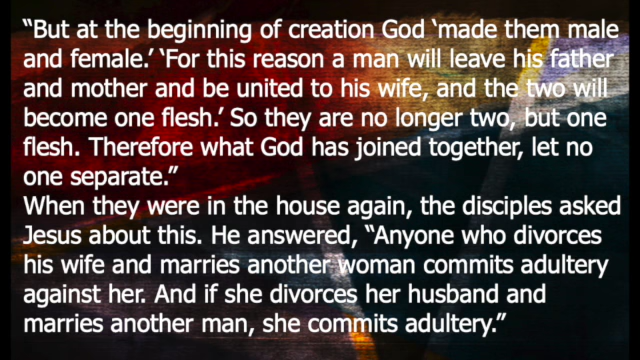 “But at the beginning of creation God ‘made them male
and female.’ ‘For this reason a man will leave his father
and mother and be united to his wife, and the two will
become one flesh.’ So they are no longer two, but one
flesh. Therefore what God has joined together, let no
one separate.”
When they were in the house again, the disciples asked
Jesus about this. He answered, “Anyone who divorces
his wife and marries another woman commits adultery
against her. And if she divorces her husband and
marries another man, she commits adultery.”